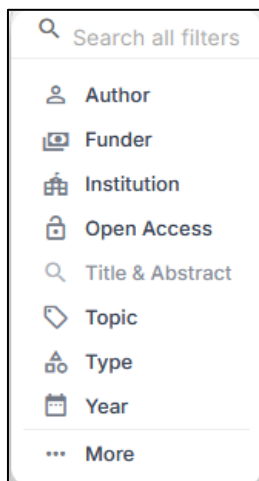 Search all filters
Author
Funder
Institution
Open Access
Title & Abstract
Topic
Type
Year
More